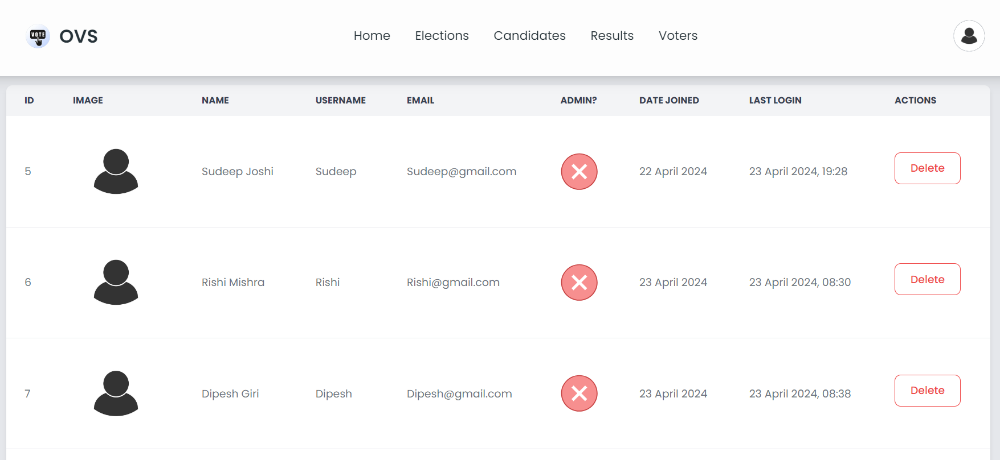 VOTE
OVS
Home Elections Candidates Results Voters
ID IMAGE NAME USERNAME EMAIL ADMIN? DATE JOINED LAST LOGIN ACTIONS
5 Sudeep Joshi Sudeep Sudeep@gmail.com 22 April 2024 23 April 2024, 19:28 Delete
6 Rishi Mishra Rishi Rishi@gmail.com 23 April 2024 23 April 2024, 08:30 Delete
7 Dipesh Giri Dipesh Dipesh@gmail.com 23 April 2024 23 April 2024, 08:38 Delete